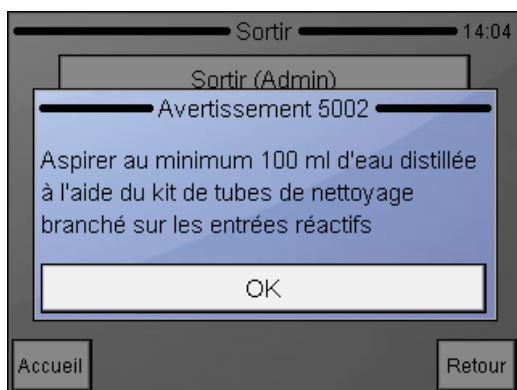 Sortir 14:04
Sortir (Admin)
Avertissement 5002
Aspirer au minimum 100 ml d'eau distillée
à l'aide du kit de tubes de nettoyage
branché sur les entrées réactifs
OK
Accueil Retour